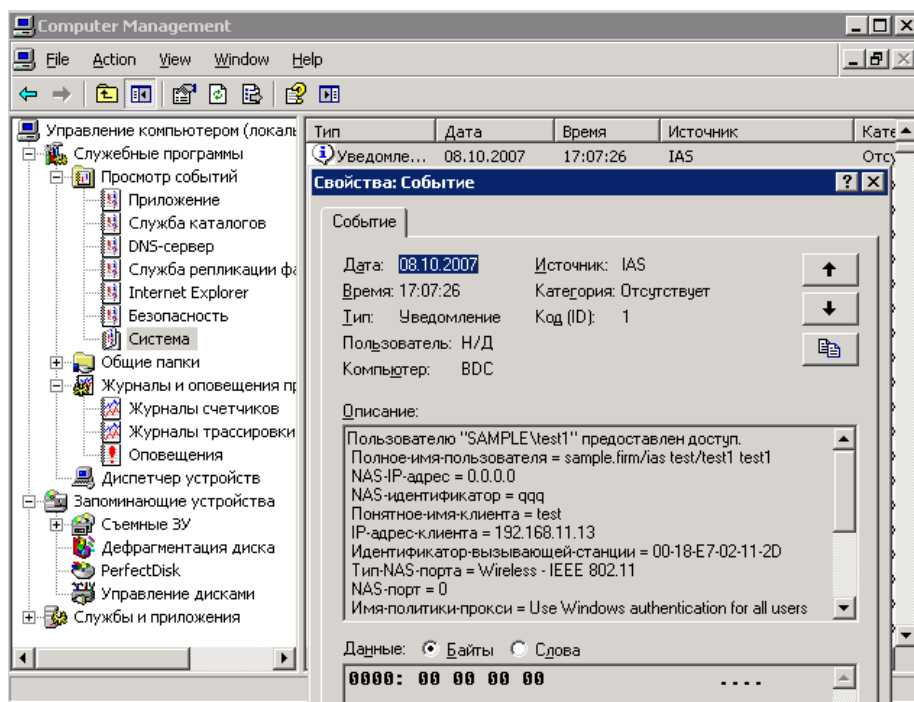 Computer Management
File Action View Window Help
Управление компьютером (локаль
Служебные программы
Просмотр событий
Приложение
Служба каталогов
DNS-сервер
Служба репликации фа
Internet Explorer
Безопасность
Система
Общие папки
Журналы и оповещения пр
Журналы счетчиков
Журналы трассировки
Оповещения
Диспетчер устройств
Запоминающие устройства
Съемные ЗУ
Дефрагментация диска
PerfectDisk
Управление дисками
Службы и приложения
Тип Дата Время Источник Кате
Уведомле... 08.10.2007 17:07:26 IAS Отсу
Свойства: Событие
Событие
Дата: 08.10.2007 Источник: IAS
Время: 17:07:26 Категория: Отсутствует
Тип: Уведомление Код (ID): 1
Пользователь: Н/Д
Компьютер: BDC
Описание:
Пользователю "SAMPLE\test1" предоставлен доступ.
Полное-имя-пользователя = sample.firm/ias test/test1 test1
NAS-IP-адрес = 0.0.0.0
NAS-идентификатор = qqq
Понятное-имя-клиента = test
IP-адрес-клиента = 192.168.11.13
Идентификатор-вызывающей-станции = 00-18-E7-02-11-2D
Тип-NAS-порта = Wireless - IEEE 802.11
NAS-порт = 0
Имя-политики-прокси = Use Windows authentication for all users
Данные: Байты Слова
0000: 00 00 00 00 ....